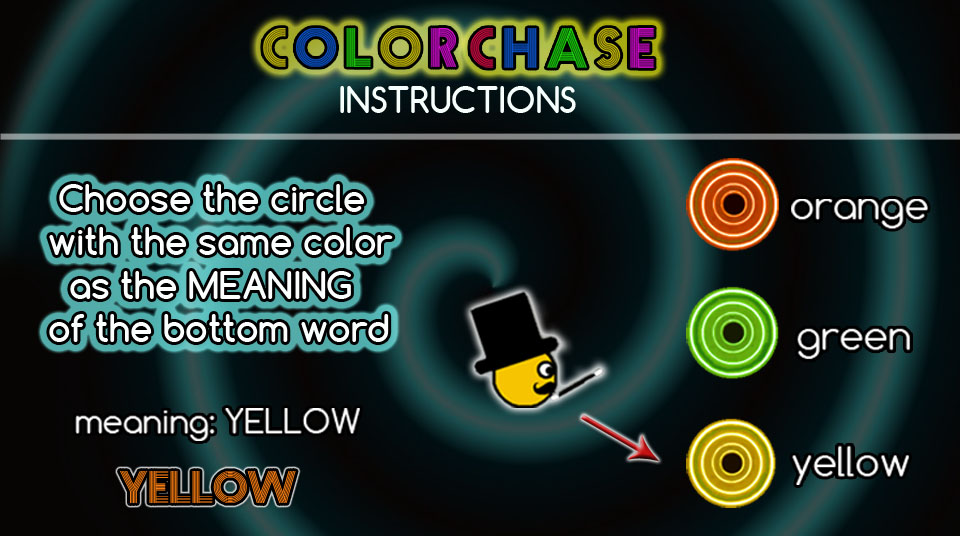 COLORCHASE
INSTRUCTIONS
Choose the circle
with the same color
as the MEANING
of the bottom word
meaning: YELLOW
YELLOW
orange
green
yellow